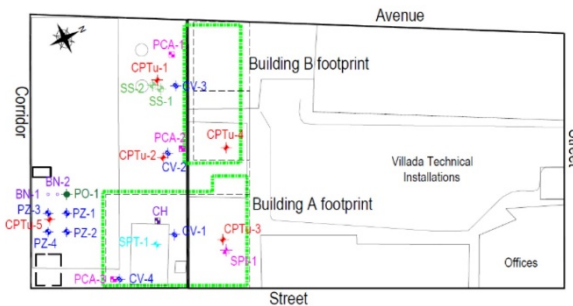 Avenue
PCA-1
Building B footprint
CPTu-1
SS-2
SS-1
CV-3
Corridor
PCA-2
CPTu-4
CPTu-2
CV-2
Villada Technical
Installations
Street
BN-2
BN-1
PO-1
PZ-3
PZ-1
CPTu-5
PZ-4
PZ-2
CH
Building A footprint
SPT-1
CV-1
CPTu-3
SPT-1
Offices
PCA-3
CV-4
Street